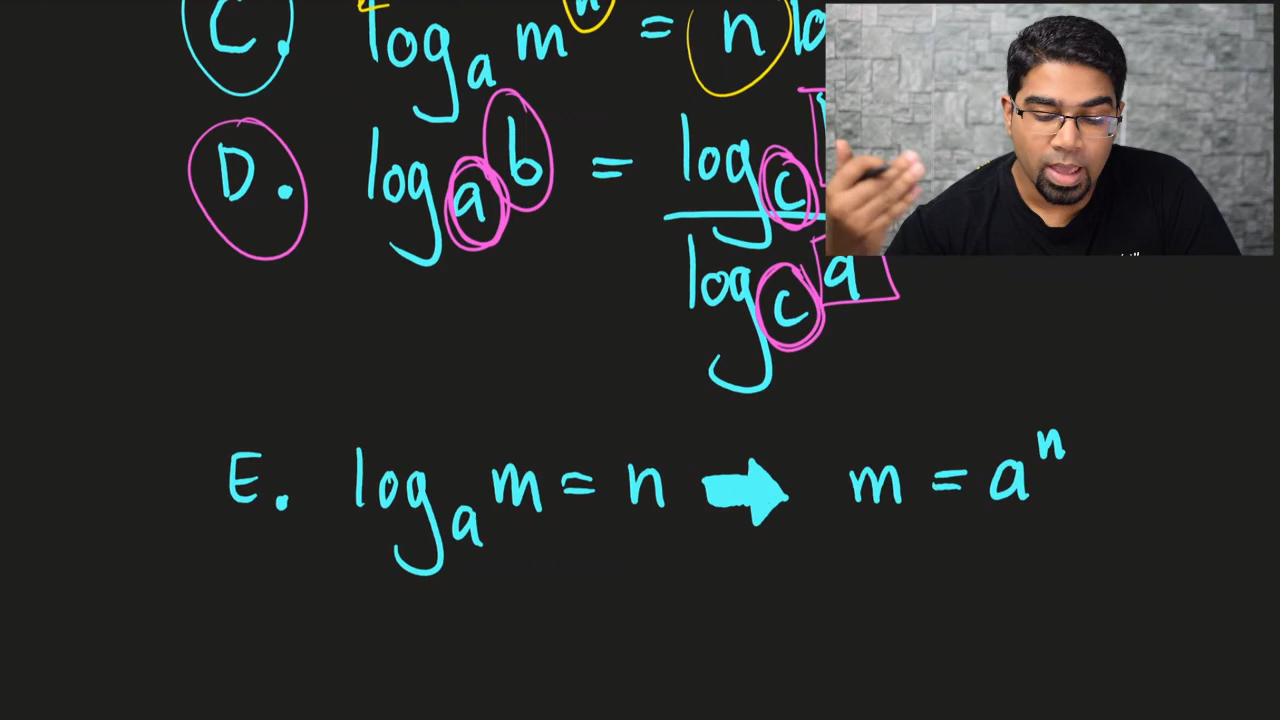 C. log_a m^n = n lo
D. log_a b = log_c / log_c a
E. log_a m = n ➡ m = a^n